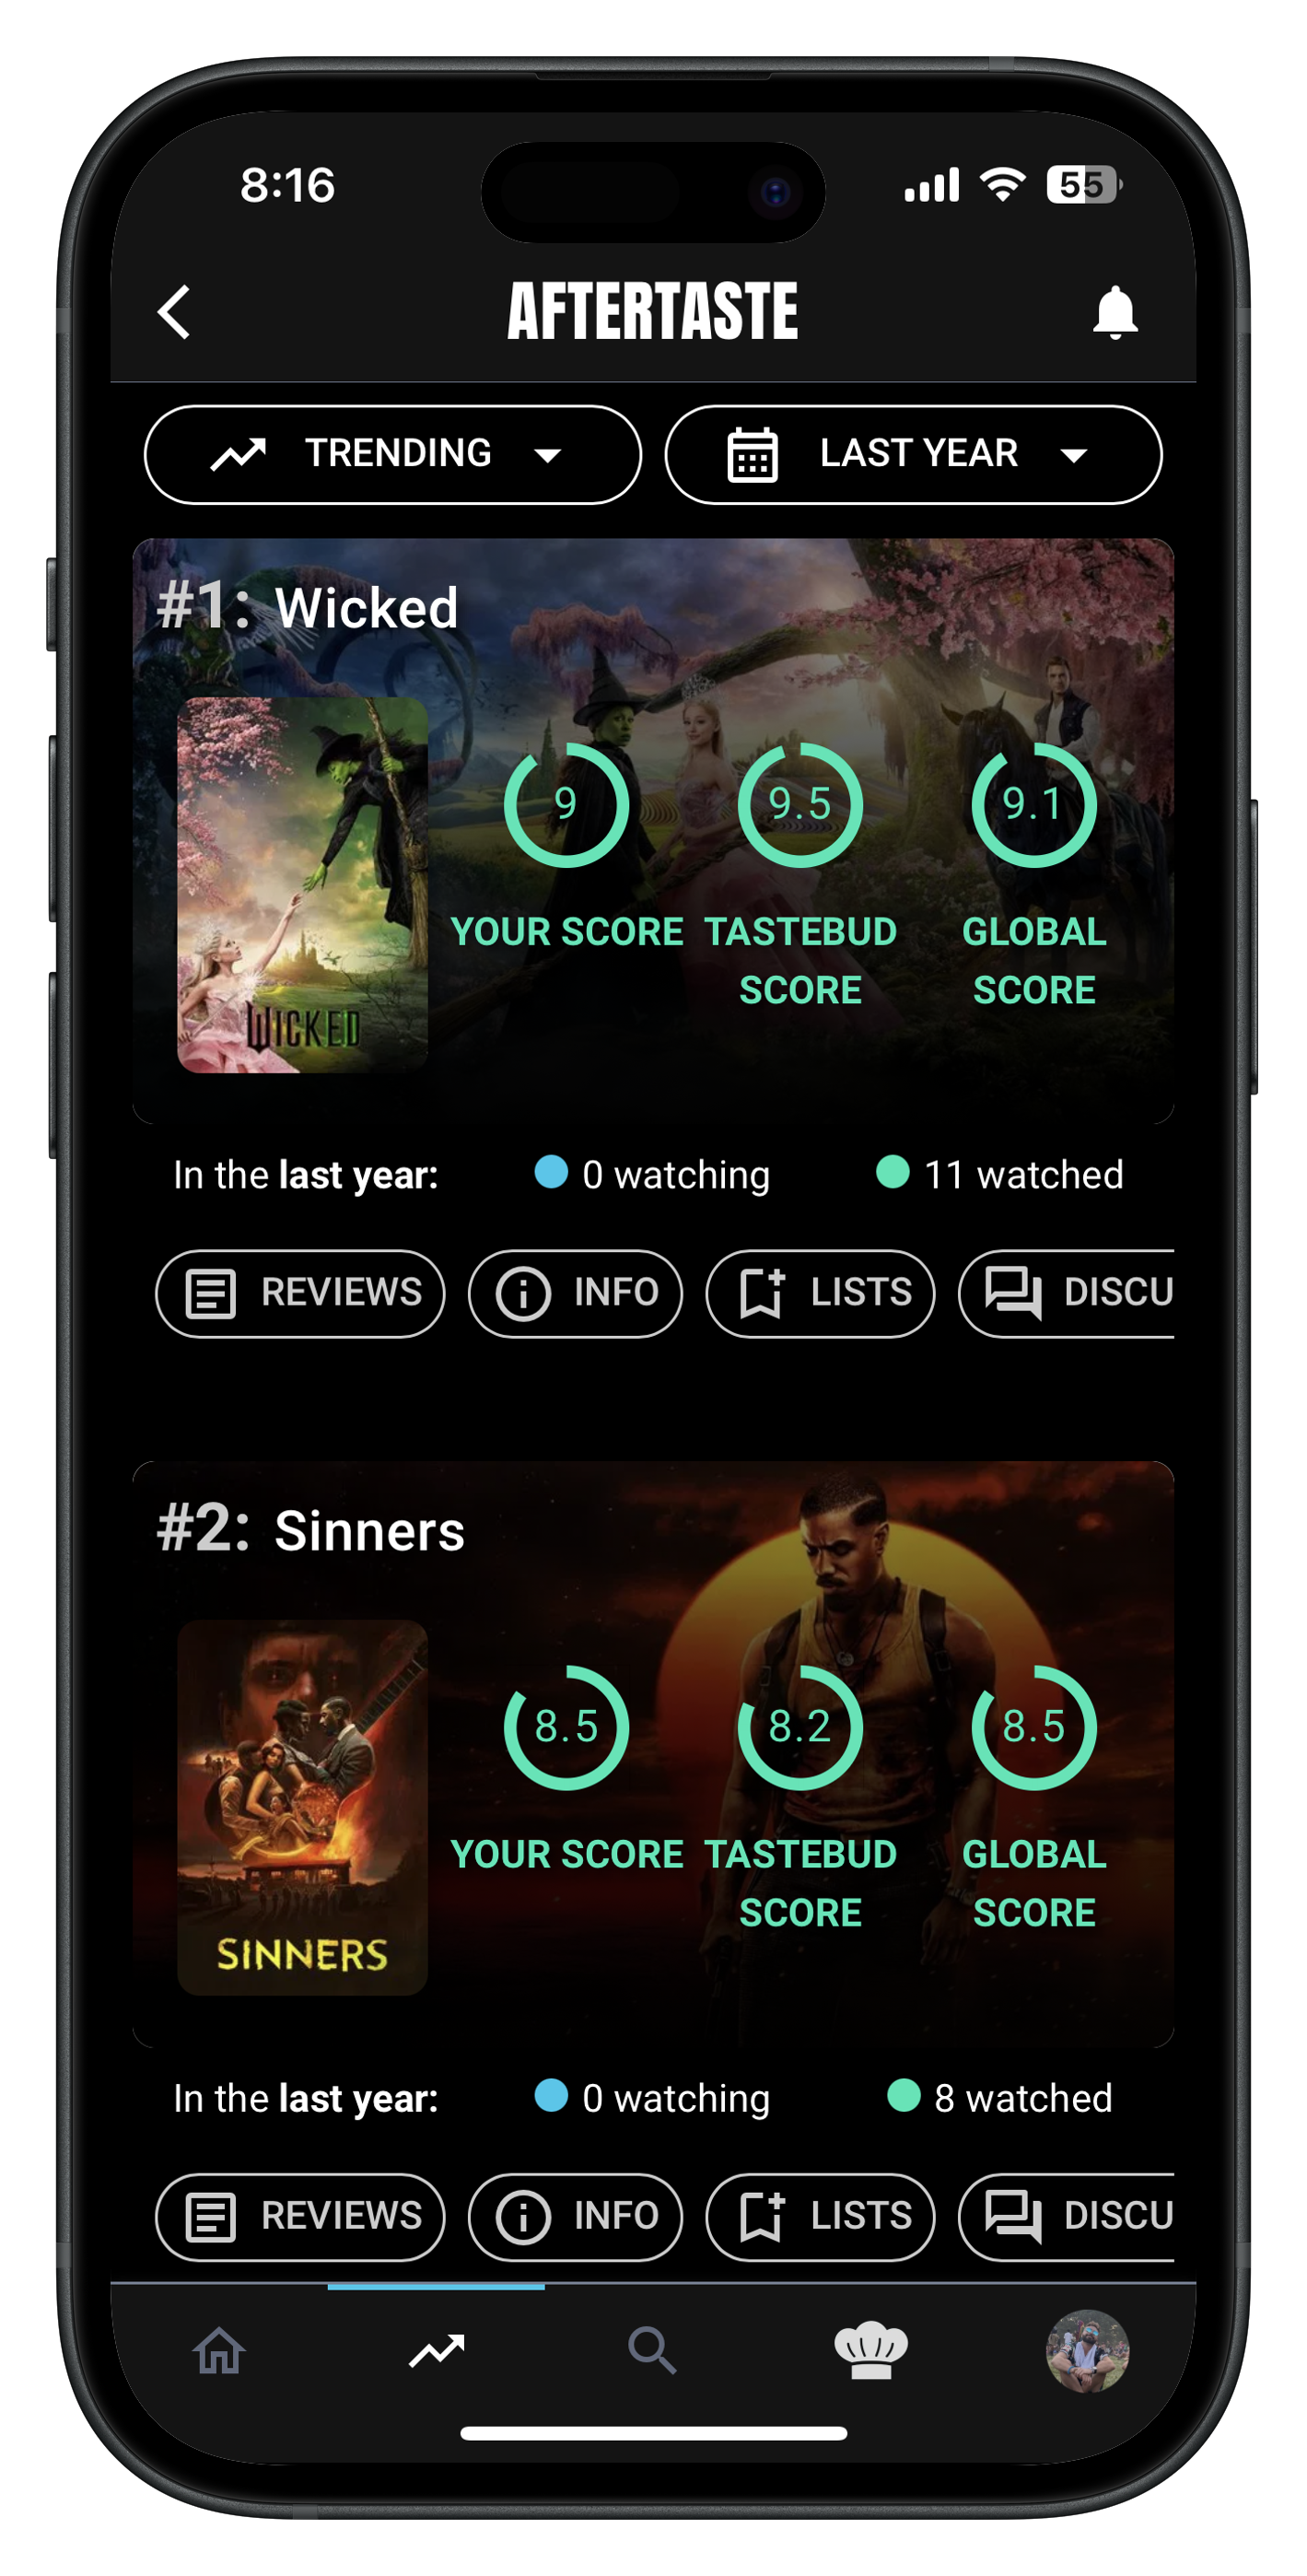 8:16
55
AFTERTASTE
TRENDING
LAST YEAR
#1: Wicked
9
9.5
9.1
YOUR SCORE
TASTEBUD
SCORE
GLOBAL
SCORE
WICKED
In the last year:
0 watching
11 watched
REVIEWS
INFO
LISTS
DISCU
#2: Sinners
8.5
8.2
8.5
YOUR SCORE
TASTEBUD
SCORE
GLOBAL
SCORE
SINNERS
In the last year:
0 watching
8 watched
REVIEWS
INFO
LISTS
DISCU